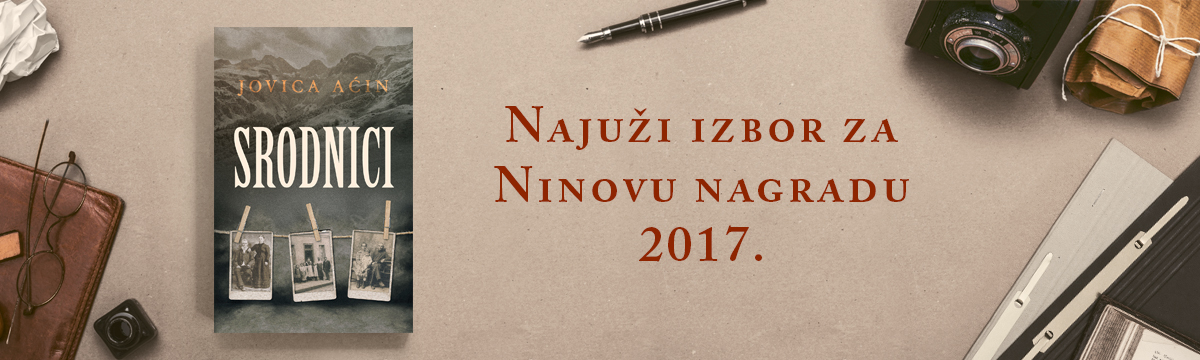 JOVICA AĆIN
SRODNICI
Najuži izbor za
Ninovu nagradu
2017.